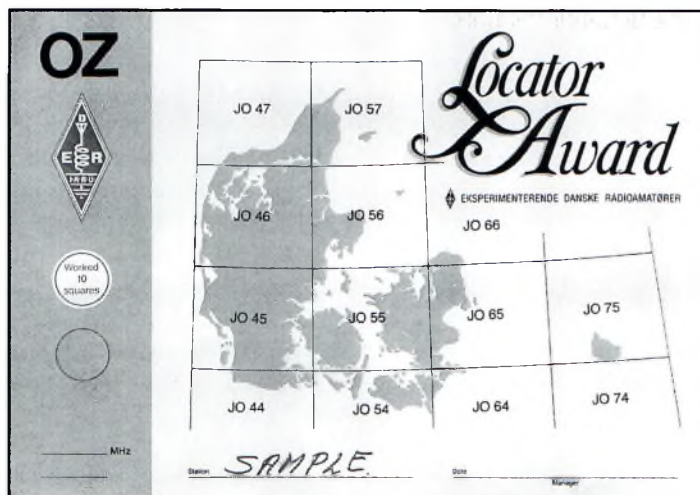 OZ
Locator
Award
EKSPERIMENTERENDE DANSKE RADIOAMATØRER
E D R
IARU
Worked
10
squares
MHz
JO 47
JO 57
JO 46
JO 56
JO 66
JO 45
JO 55
JO 65
JO 75
JO 44
JO 54
JO 64
JO 74
Station SAMPLE.
Date
Manager